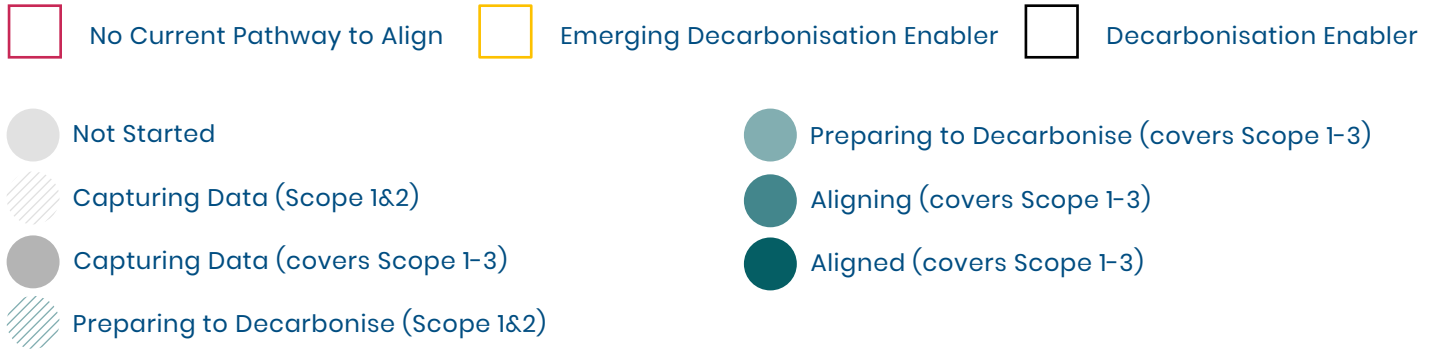 No Current Pathway to Align
Emerging Decarbonisation Enabler
Decarbonisation Enabler
Not Started
Capturing Data (Scope 1&2)
Capturing Data (covers Scope 1-3)
Preparing to Decarbonise (Scope 1&2)
Preparing to Decarbonise (covers Scope 1-3)
Aligning (covers Scope 1-3)
Aligned (covers Scope 1-3)